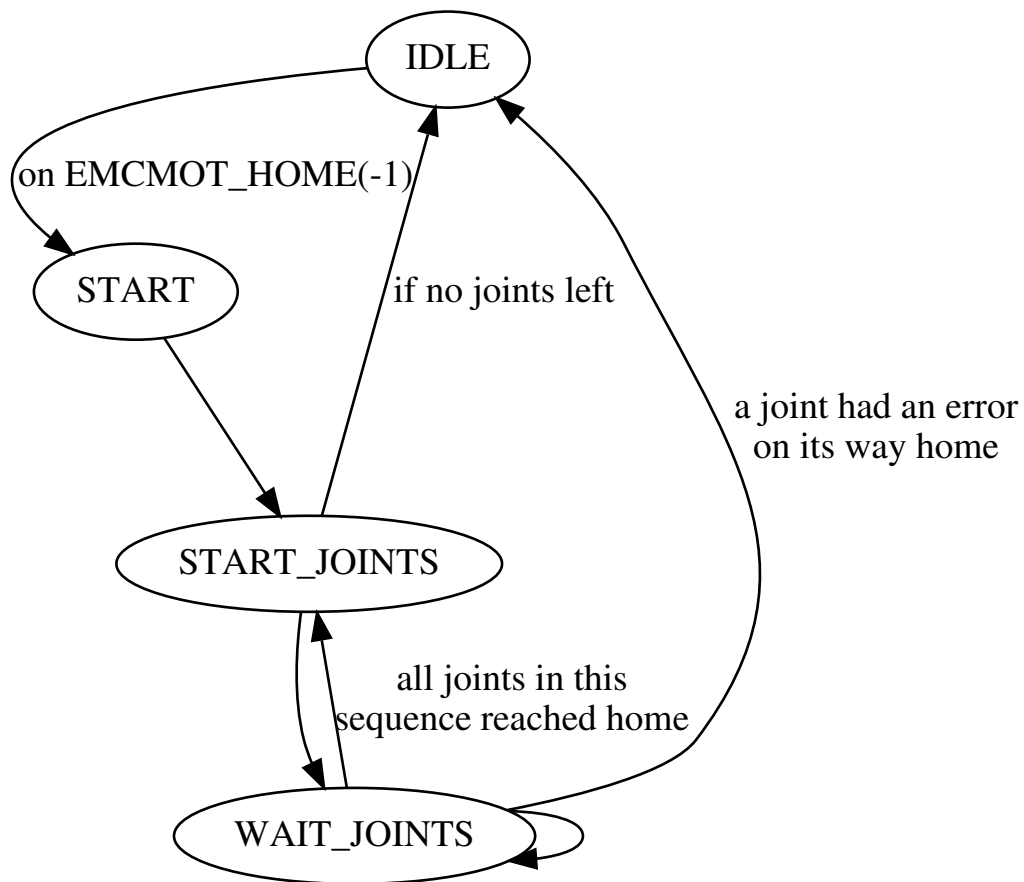 IDLE
on EMCMOT_HOME(-1)
START
if no joints left
a joint had an error
on its way home
START_JOINTS
all joints in this
sequence reached home
WAIT_JOINTS